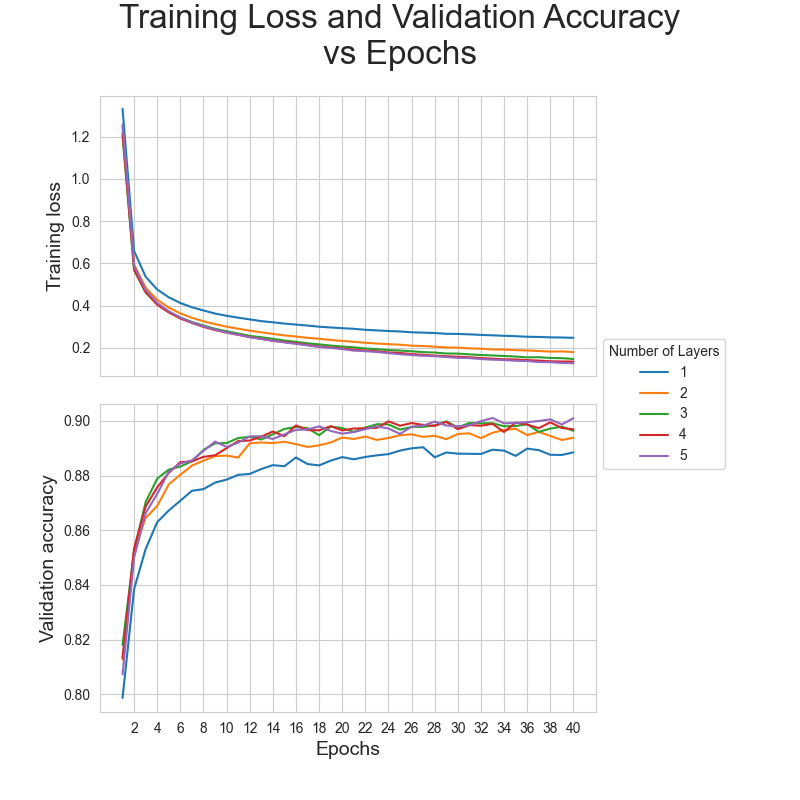 Training Loss and Validation Accuracy
vs Epochs
Training loss
1.2
1.0
0.8
0.6
0.4
0.2
Number of Layers
1
2
3
4
5
Validation accuracy
0.90
0.88
0.86
0.84
0.82
0.80
2 4 6 8 10 12 14 16 18 20 22 24 26 28 30 32 34 36 38 40
Epochs